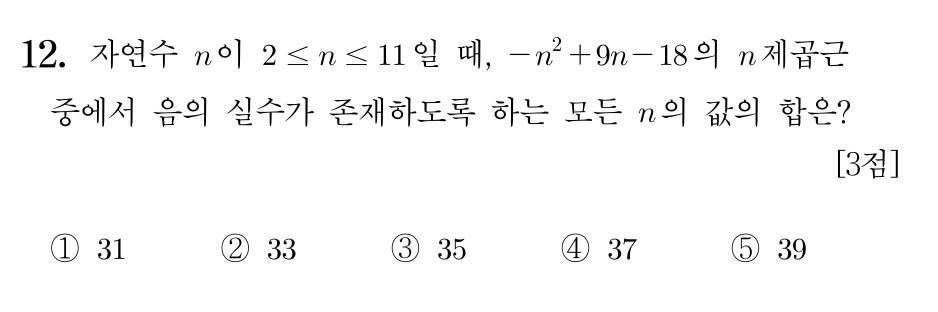 12. 자연수 n이 2 ≤ n ≤ 11일 때, −n²+9n−18의 n제곱근
중에서 음의 실수가 존재하도록 하는 모든 n의 값의 합은?
[3점]
① 31 ② 33 ③ 35 ④ 37 ⑤ 39